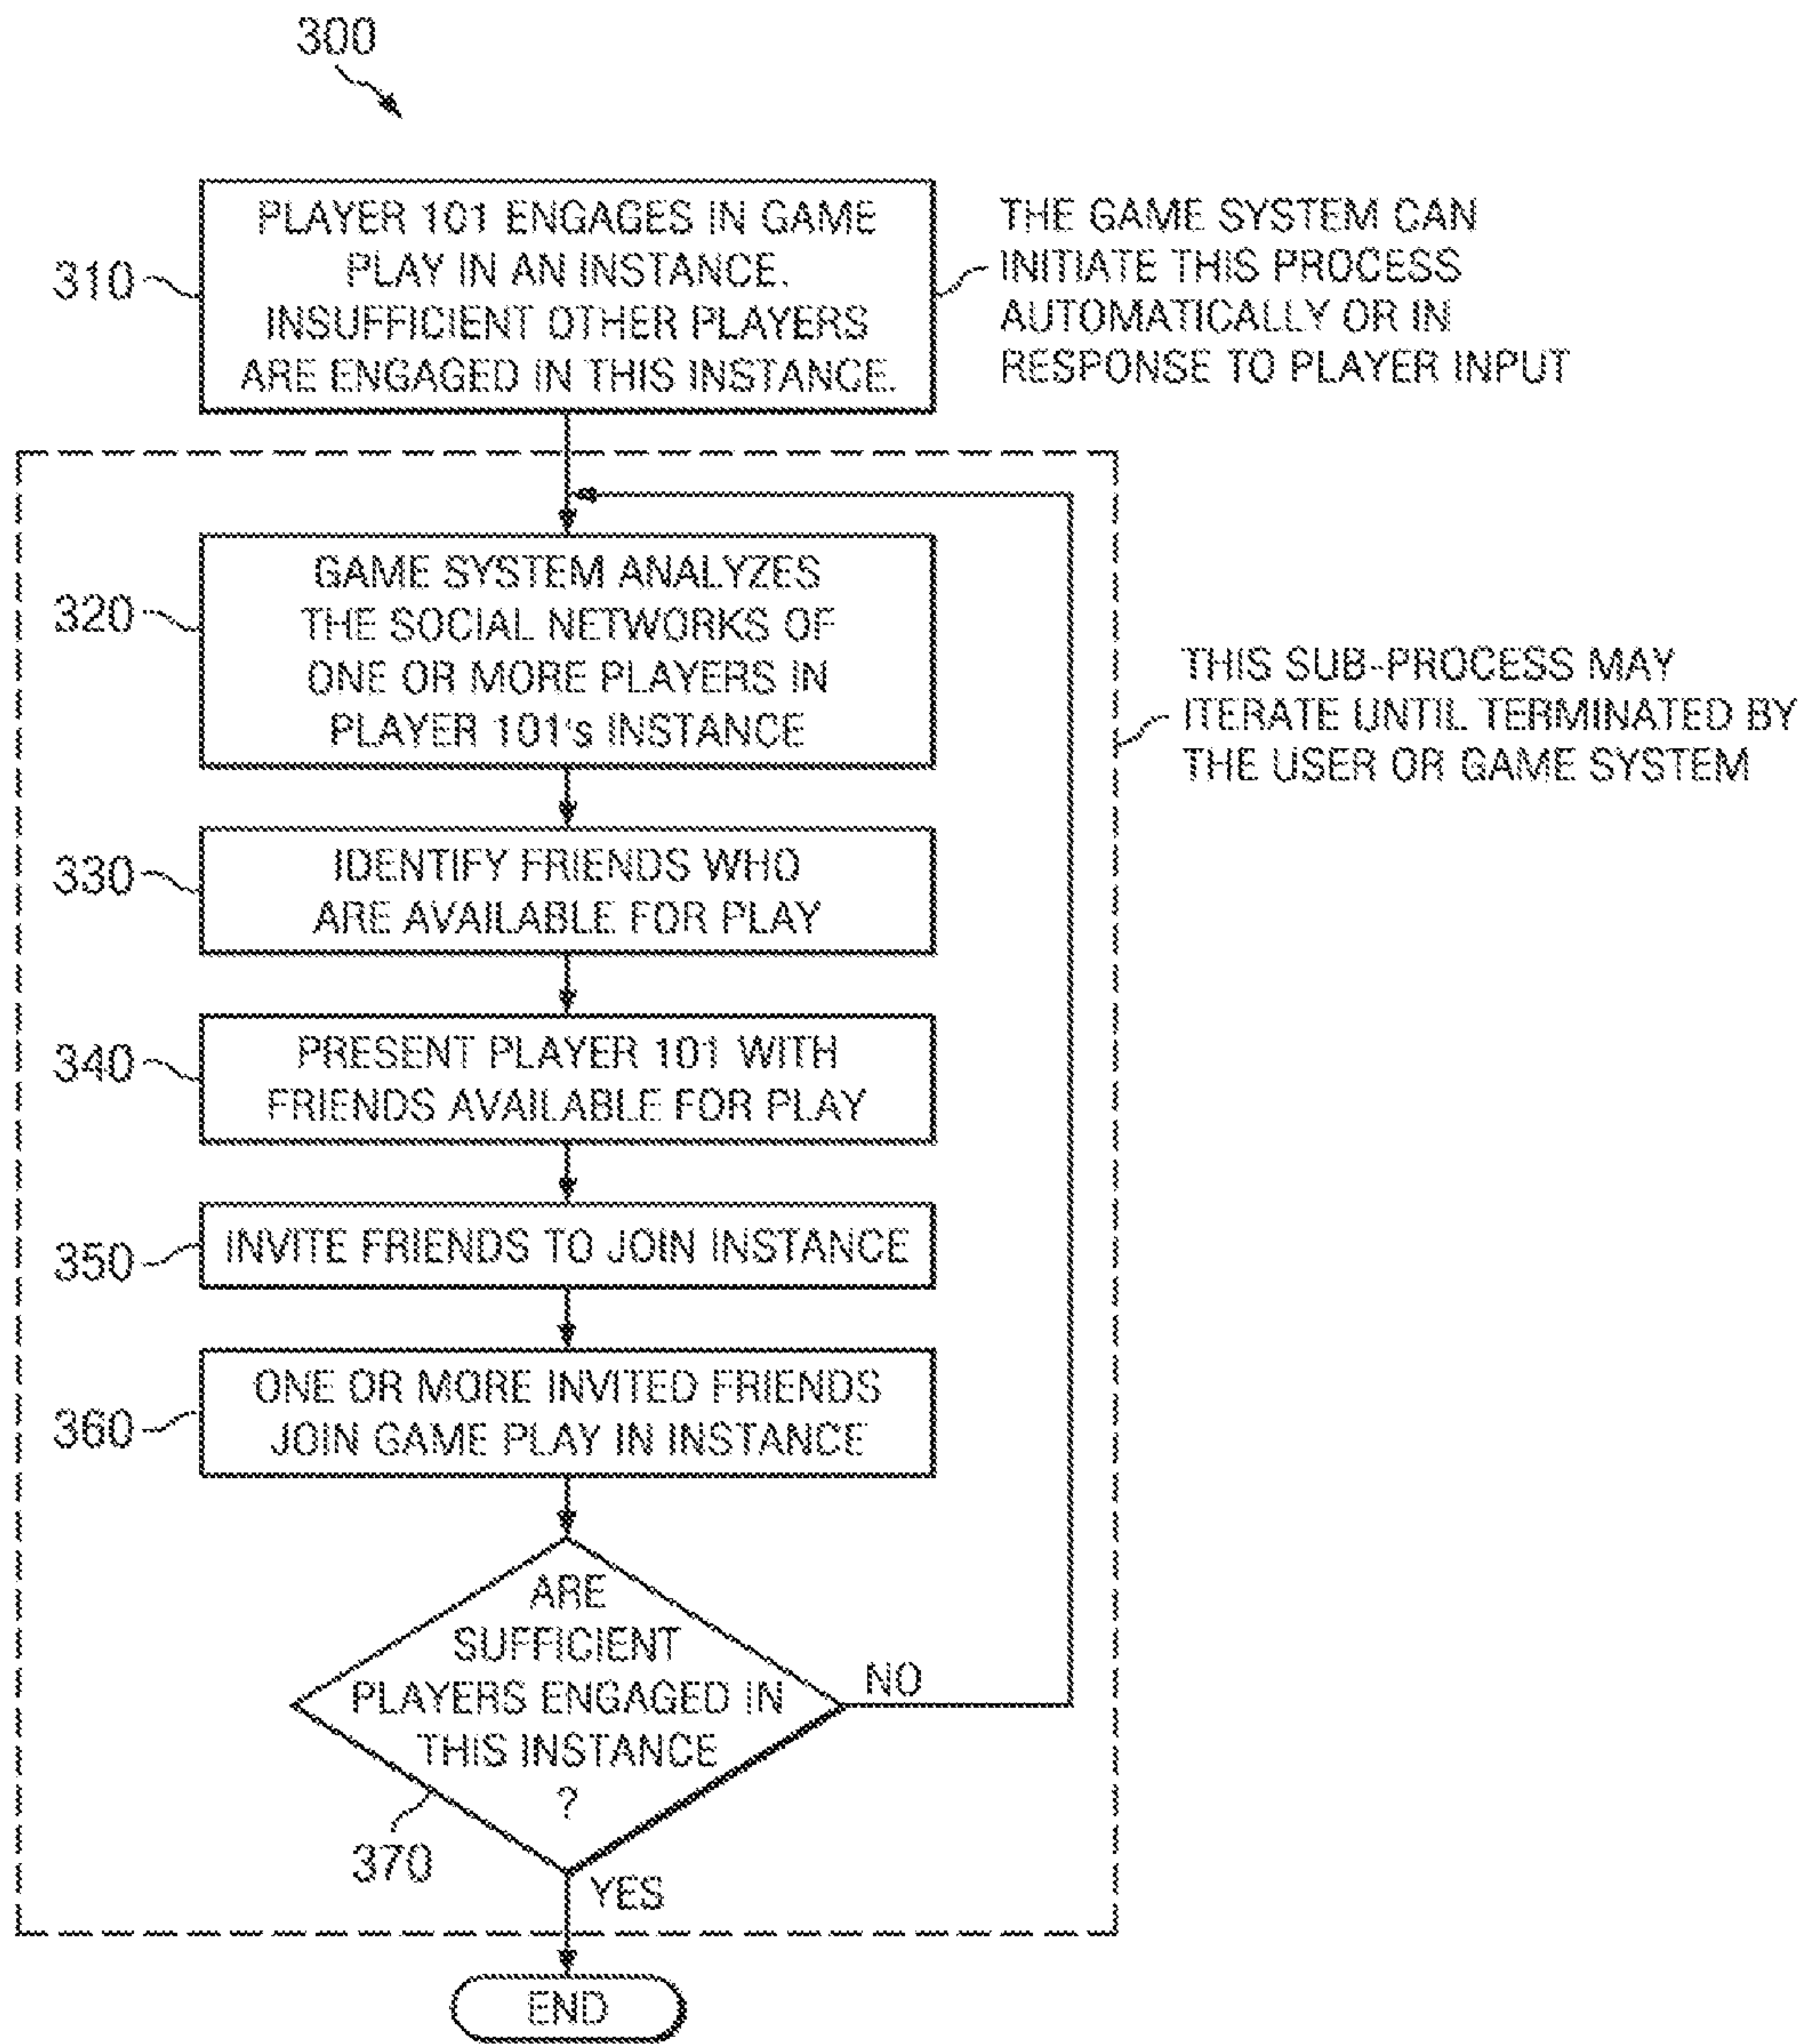 300
310
PLAYER 101 ENGAGES IN GAME
PLAY IN AN INSTANCE.
INSUFFICIENT OTHER PLAYERS
ARE ENGAGED IN THIS INSTANCE.
THE GAME SYSTEM CAN
INITIATE THIS PROCESS
AUTOMATICALLY OR IN
RESPONSE TO PLAYER INPUT
320
GAME SYSTEM ANALYZES
THE SOCIAL NETWORKS OF
ONE OR MORE PLAYERS IN
PLAYER 101's INSTANCE
THIS SUB-PROCESS MAY
ITERATE UNTIL TERMINATED BY
THE USER OR GAME SYSTEM
330
IDENTIFY FRIENDS WHO
ARE AVAILABLE FOR PLAY
340
PRESENT PLAYER 101 WITH
FRIENDS AVAILABLE FOR PLAY
350
INVITE FRIENDS TO JOIN INSTANCE
360
ONE OR MORE INVITED FRIENDS
JOIN GAME PLAY IN INSTANCE
ARE
SUFFICIENT
PLAYERS ENGAGED IN
THIS INSTANCE
?
NO
370
YES
END